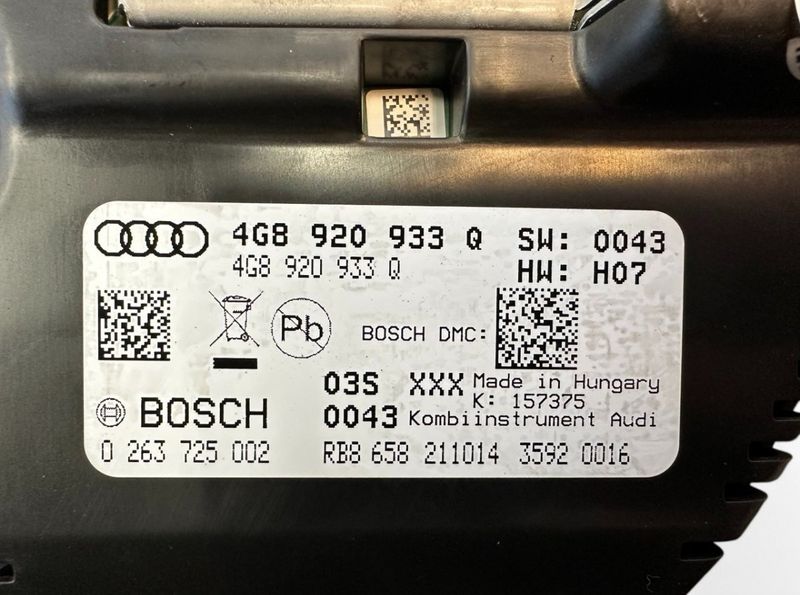 4G8 920 933 Q SW: 0043
4G8 920 933 Q HW: H07
Pb BOSCH DMC:
03S XXX Made in Hungary
K: 157375
BOSCH 0043 Kombiinstrument Audi
0 263 725 002 RB8 658 211014 3592 0016